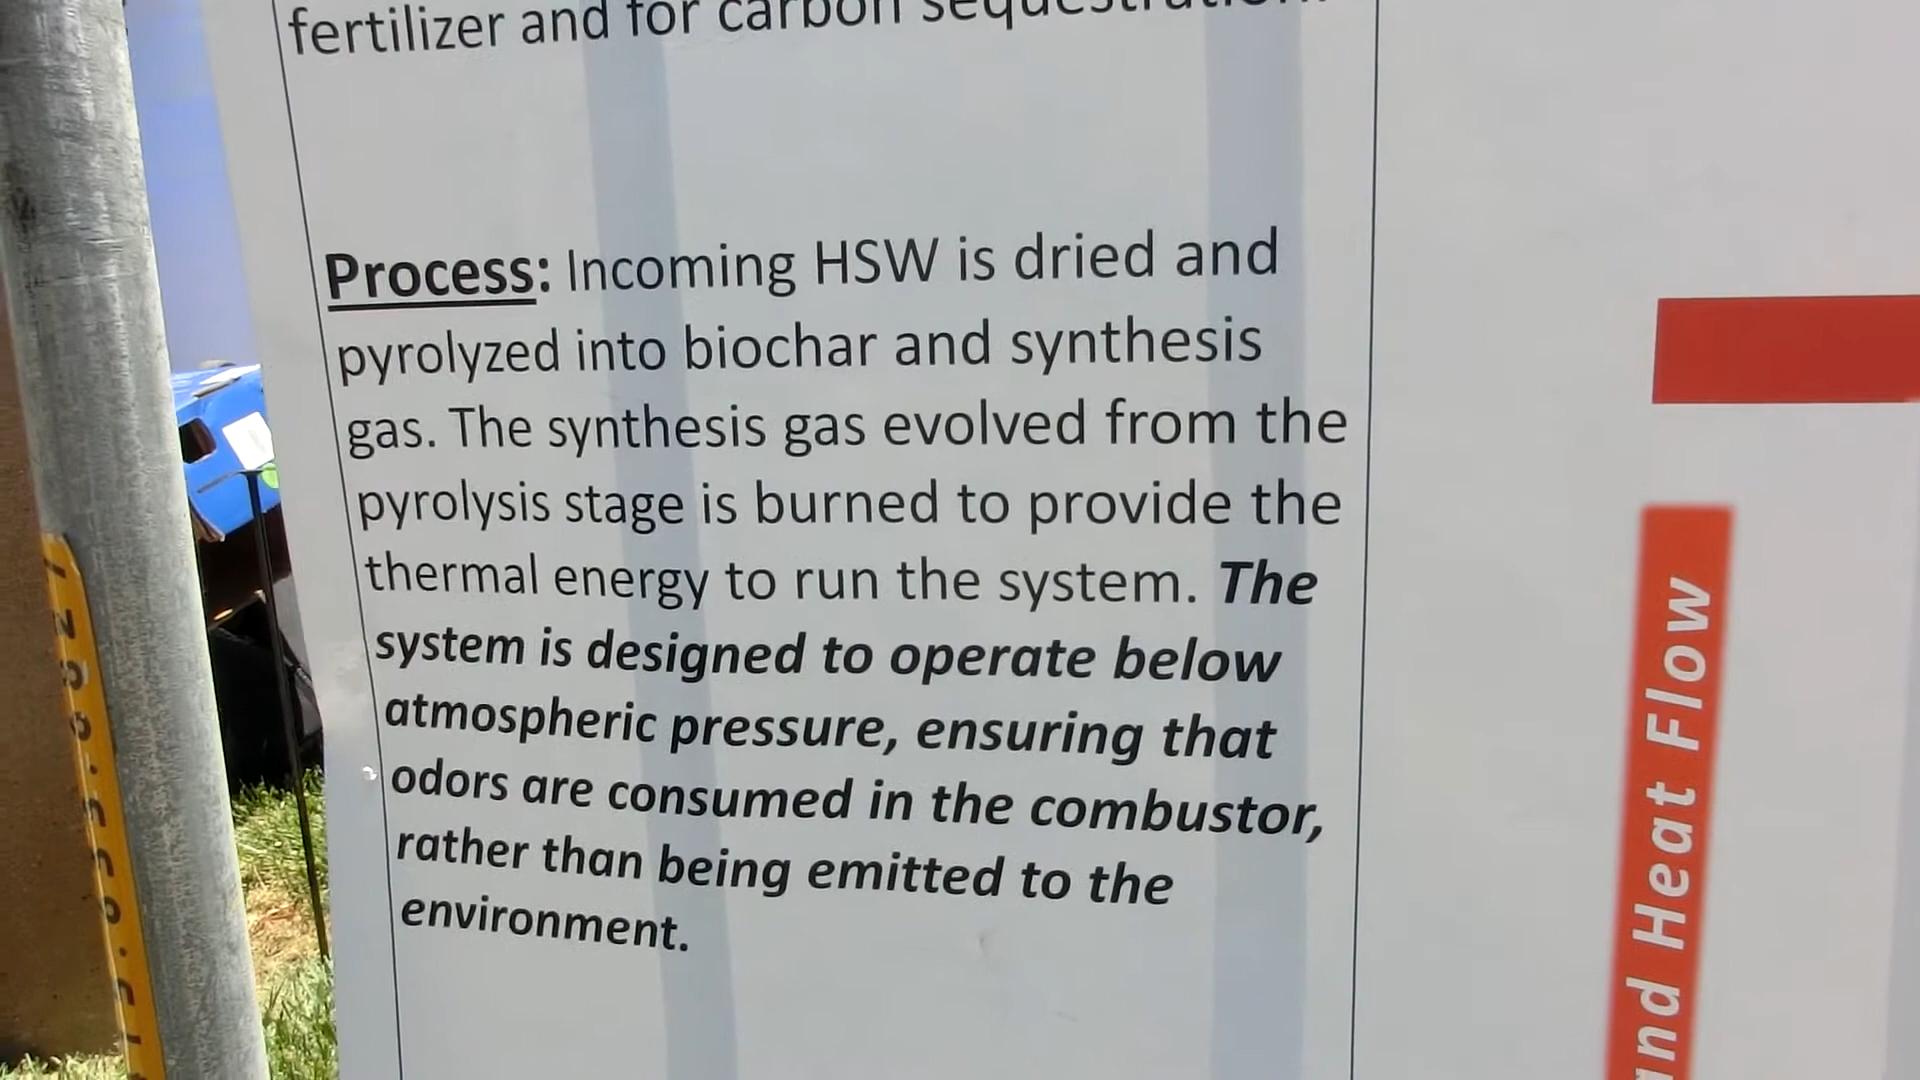 fertilizer and for carbon sequestration.
Process: Incoming HSW is dried and
pyrolyzed into biochar and synthesis
gas. The synthesis gas evolved from the
pyrolysis stage is burned to provide the
thermal energy to run the system. The
system is designed to operate below
atmospheric pressure, ensuring that
odors are consumed in the combustor,
rather than being emitted to the
environment.
and Heat Flow